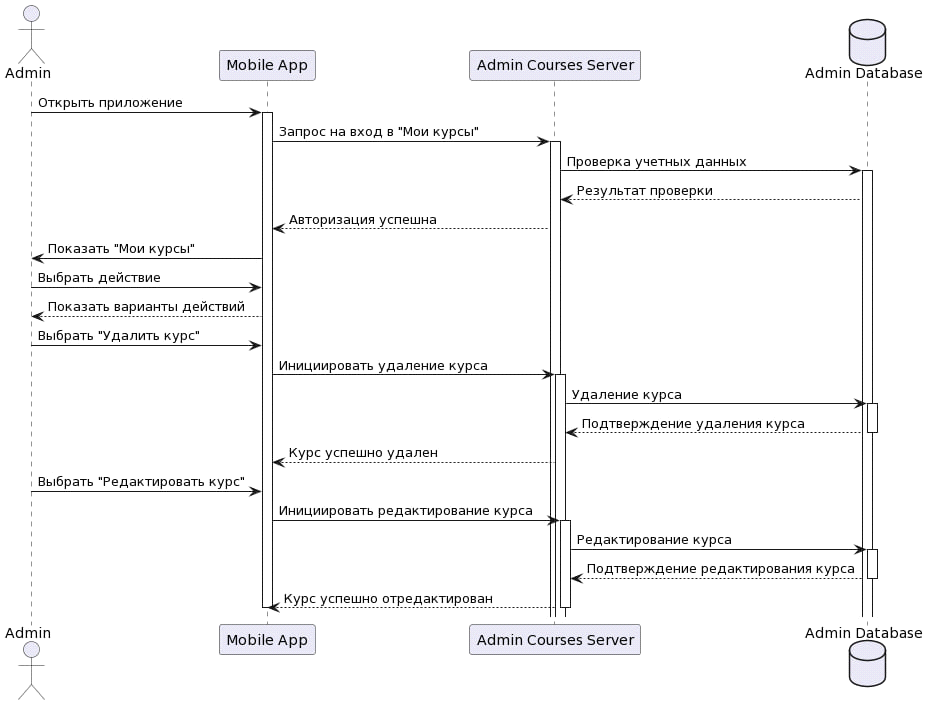 Admin
Mobile App
Admin Courses Server
Admin Database
Открыть приложение
Запрос на вход в "Мои курсы"
Проверка учетных данных
Результат проверки
Авторизация успешна
Показать "Мои курсы"
Выбрать действие
Показать варианты действий
Выбрать "Удалить курс"
Инициировать удаление курса
Удаление курса
Подтверждение удаления курса
Курс успешно удален
Выбрать "Редактировать курс"
Инициировать редактирование курса
Редактирование курса
Подтверждение редактирования курса
Курс успешно отредактирован
Admin
Mobile App
Admin Courses Server
Admin Database